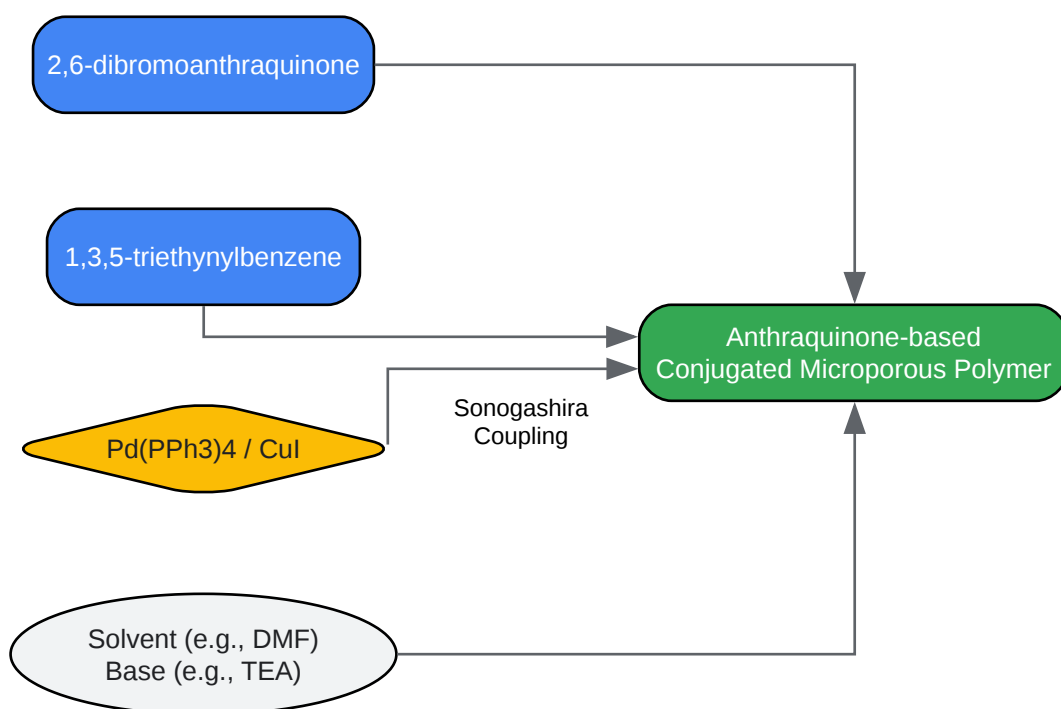 2,6-dibromoanthraquinone
1,3,5-triethynylbenzene
Anthraquinone-based
Conjugated Microporous Polymer
Sonogashira
Coupling
Pd(PPh3)4 / CuI
Solvent (e.g., DMF)
Base (e.g., TEA)